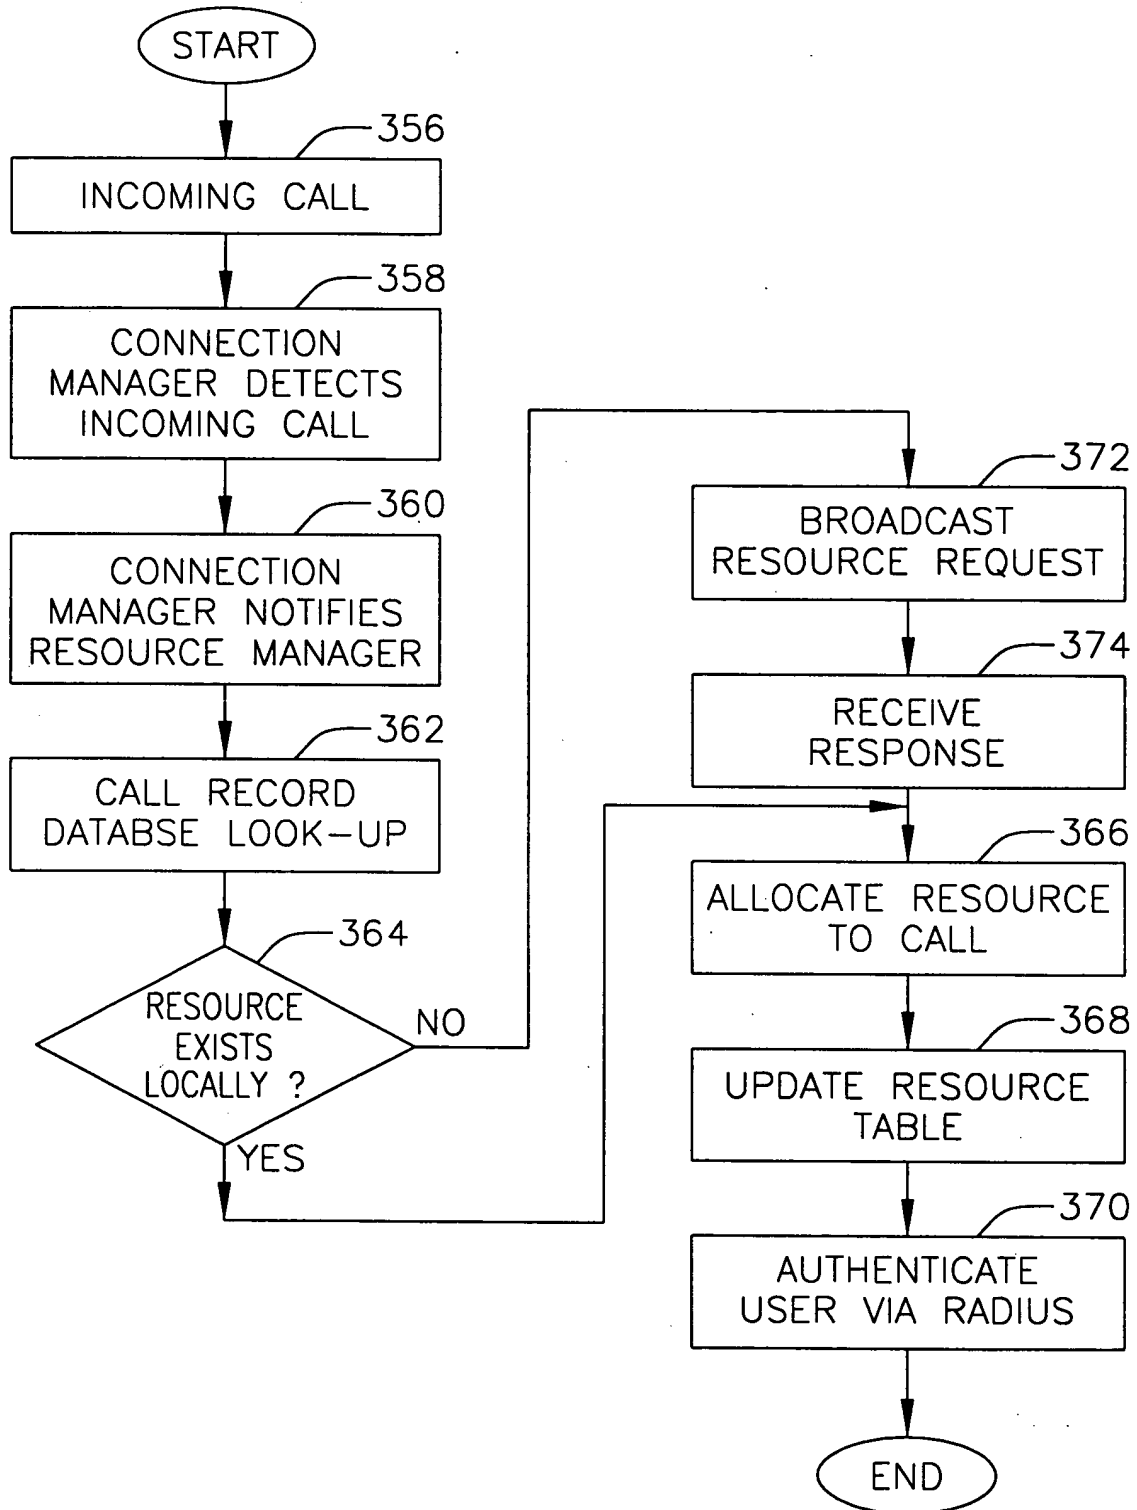 START
356
INCOMING CALL
358
CONNECTION
MANAGER DETECTS
INCOMING CALL
360
CONNECTION
MANAGER NOTIFIES
RESOURCE MANAGER
362
CALL RECORD
DATABSE LOOK-UP
364
RESOURCE
EXISTS
LOCALLY ?
NO
YES
372
BROADCAST
RESOURCE REQUEST
374
RECEIVE
RESPONSE
366
ALLOCATE RESOURCE
TO CALL
368
UPDATE RESOURCE
TABLE
370
AUTHENTICATE
USER VIA RADIUS
END